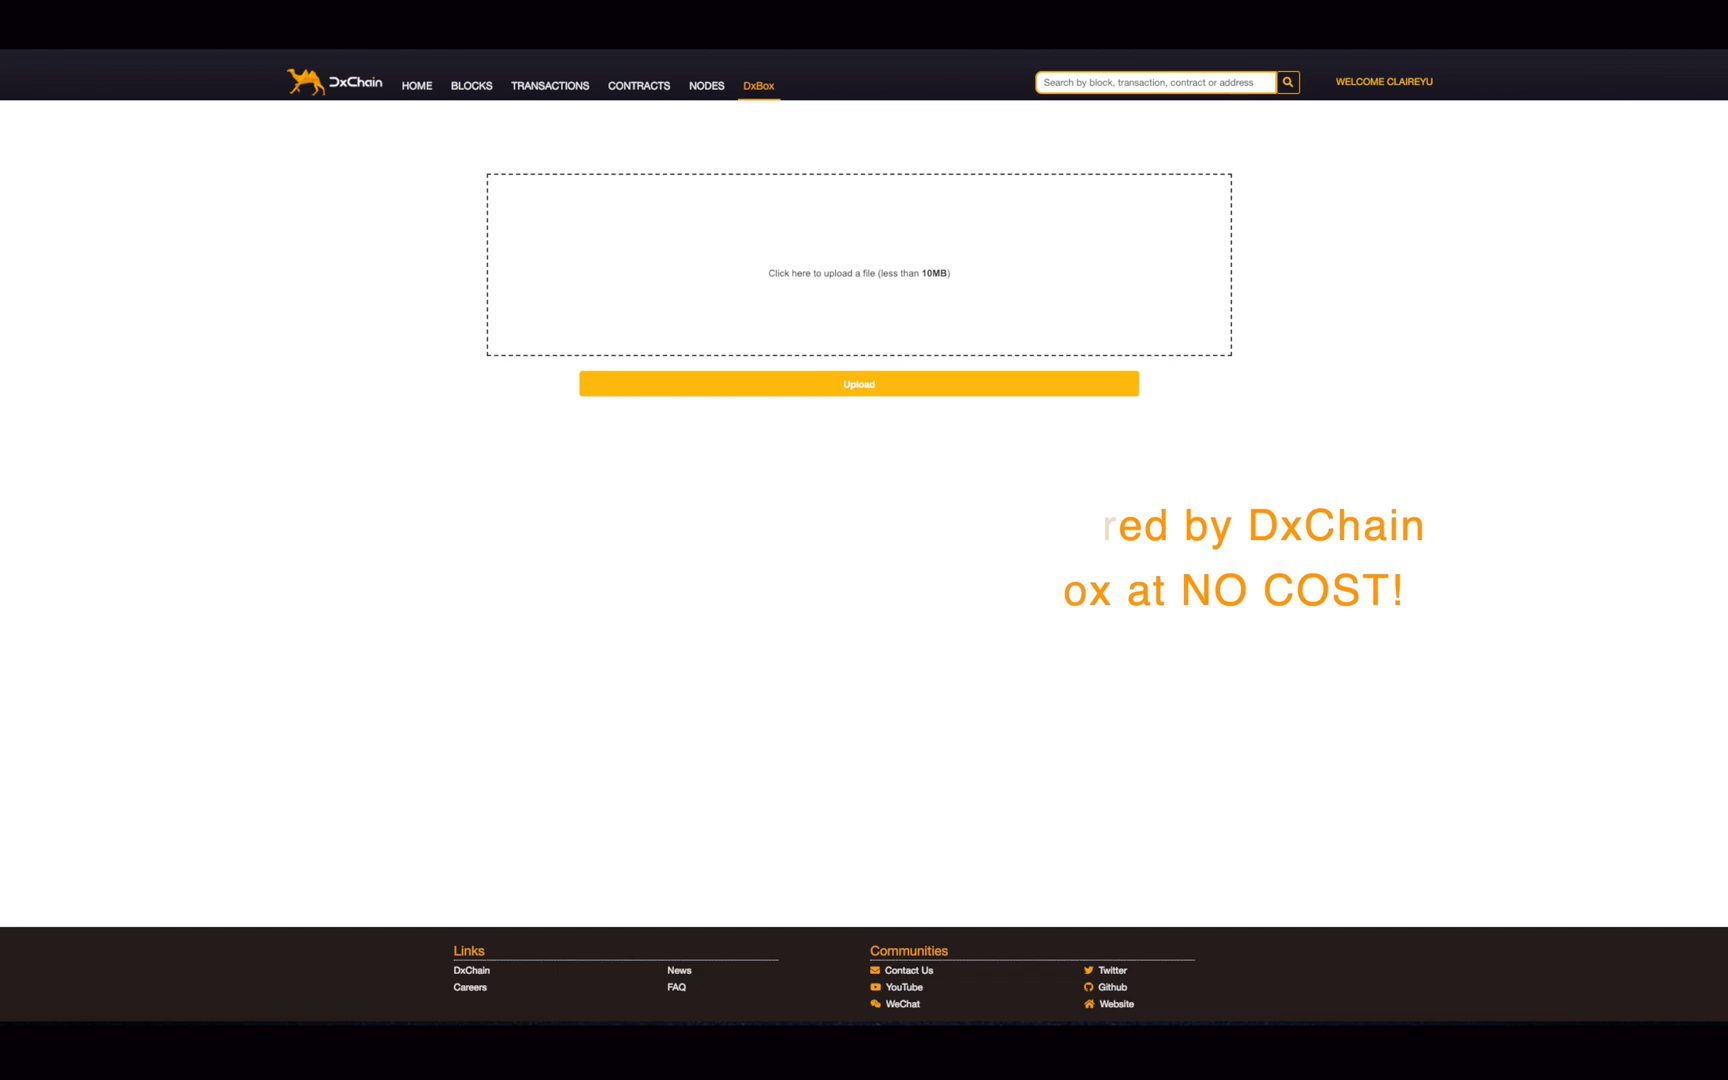 DxChain HOME BLOCKS TRANSACTIONS CONTRACTS NODES DxBox Search by block, transaction, contract or address WELCOME CLAIREYU
Click here to upload a file (less than 10MB)
Upload
red by DxChain
ox at NO COST!
Links
DxChain News
Careers FAQ
Communities
Contact Us Twitter
YouTube Github
WeChat Website